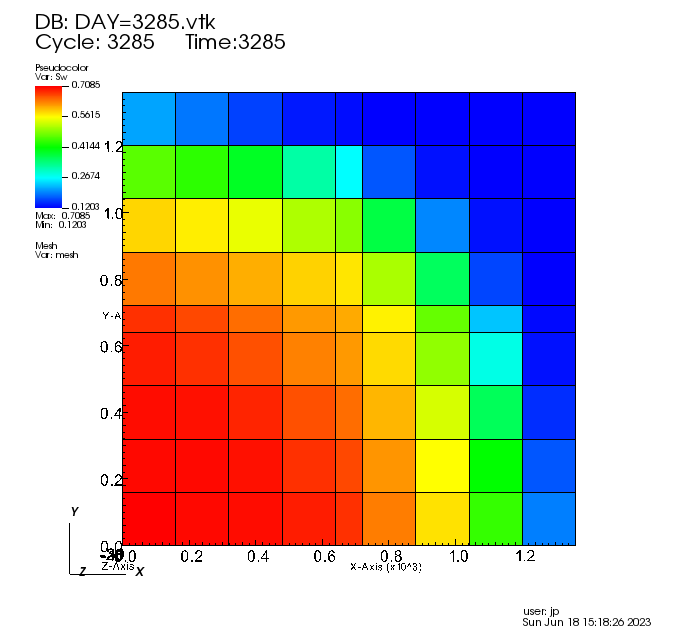 DB: DAY=3285.vtk
Cycle: 3285 Time:3285
Pseudocolor
Var: Sw
0.7085
0.5615
0.4144
0.2674
0.1203
Max: 0.7085
Min: 0.1203
Mesh
Var: mesh
1.2
1.0
0.8
Y-A
0.6
0.4
0.2
0.0
0.0 0.2 0.4 0.6 0.8 1.0 1.2
Z-Axis X-Axis (x10^3)
Y
Z X
user: jp
Sun Jun 18 15:18:26 2023